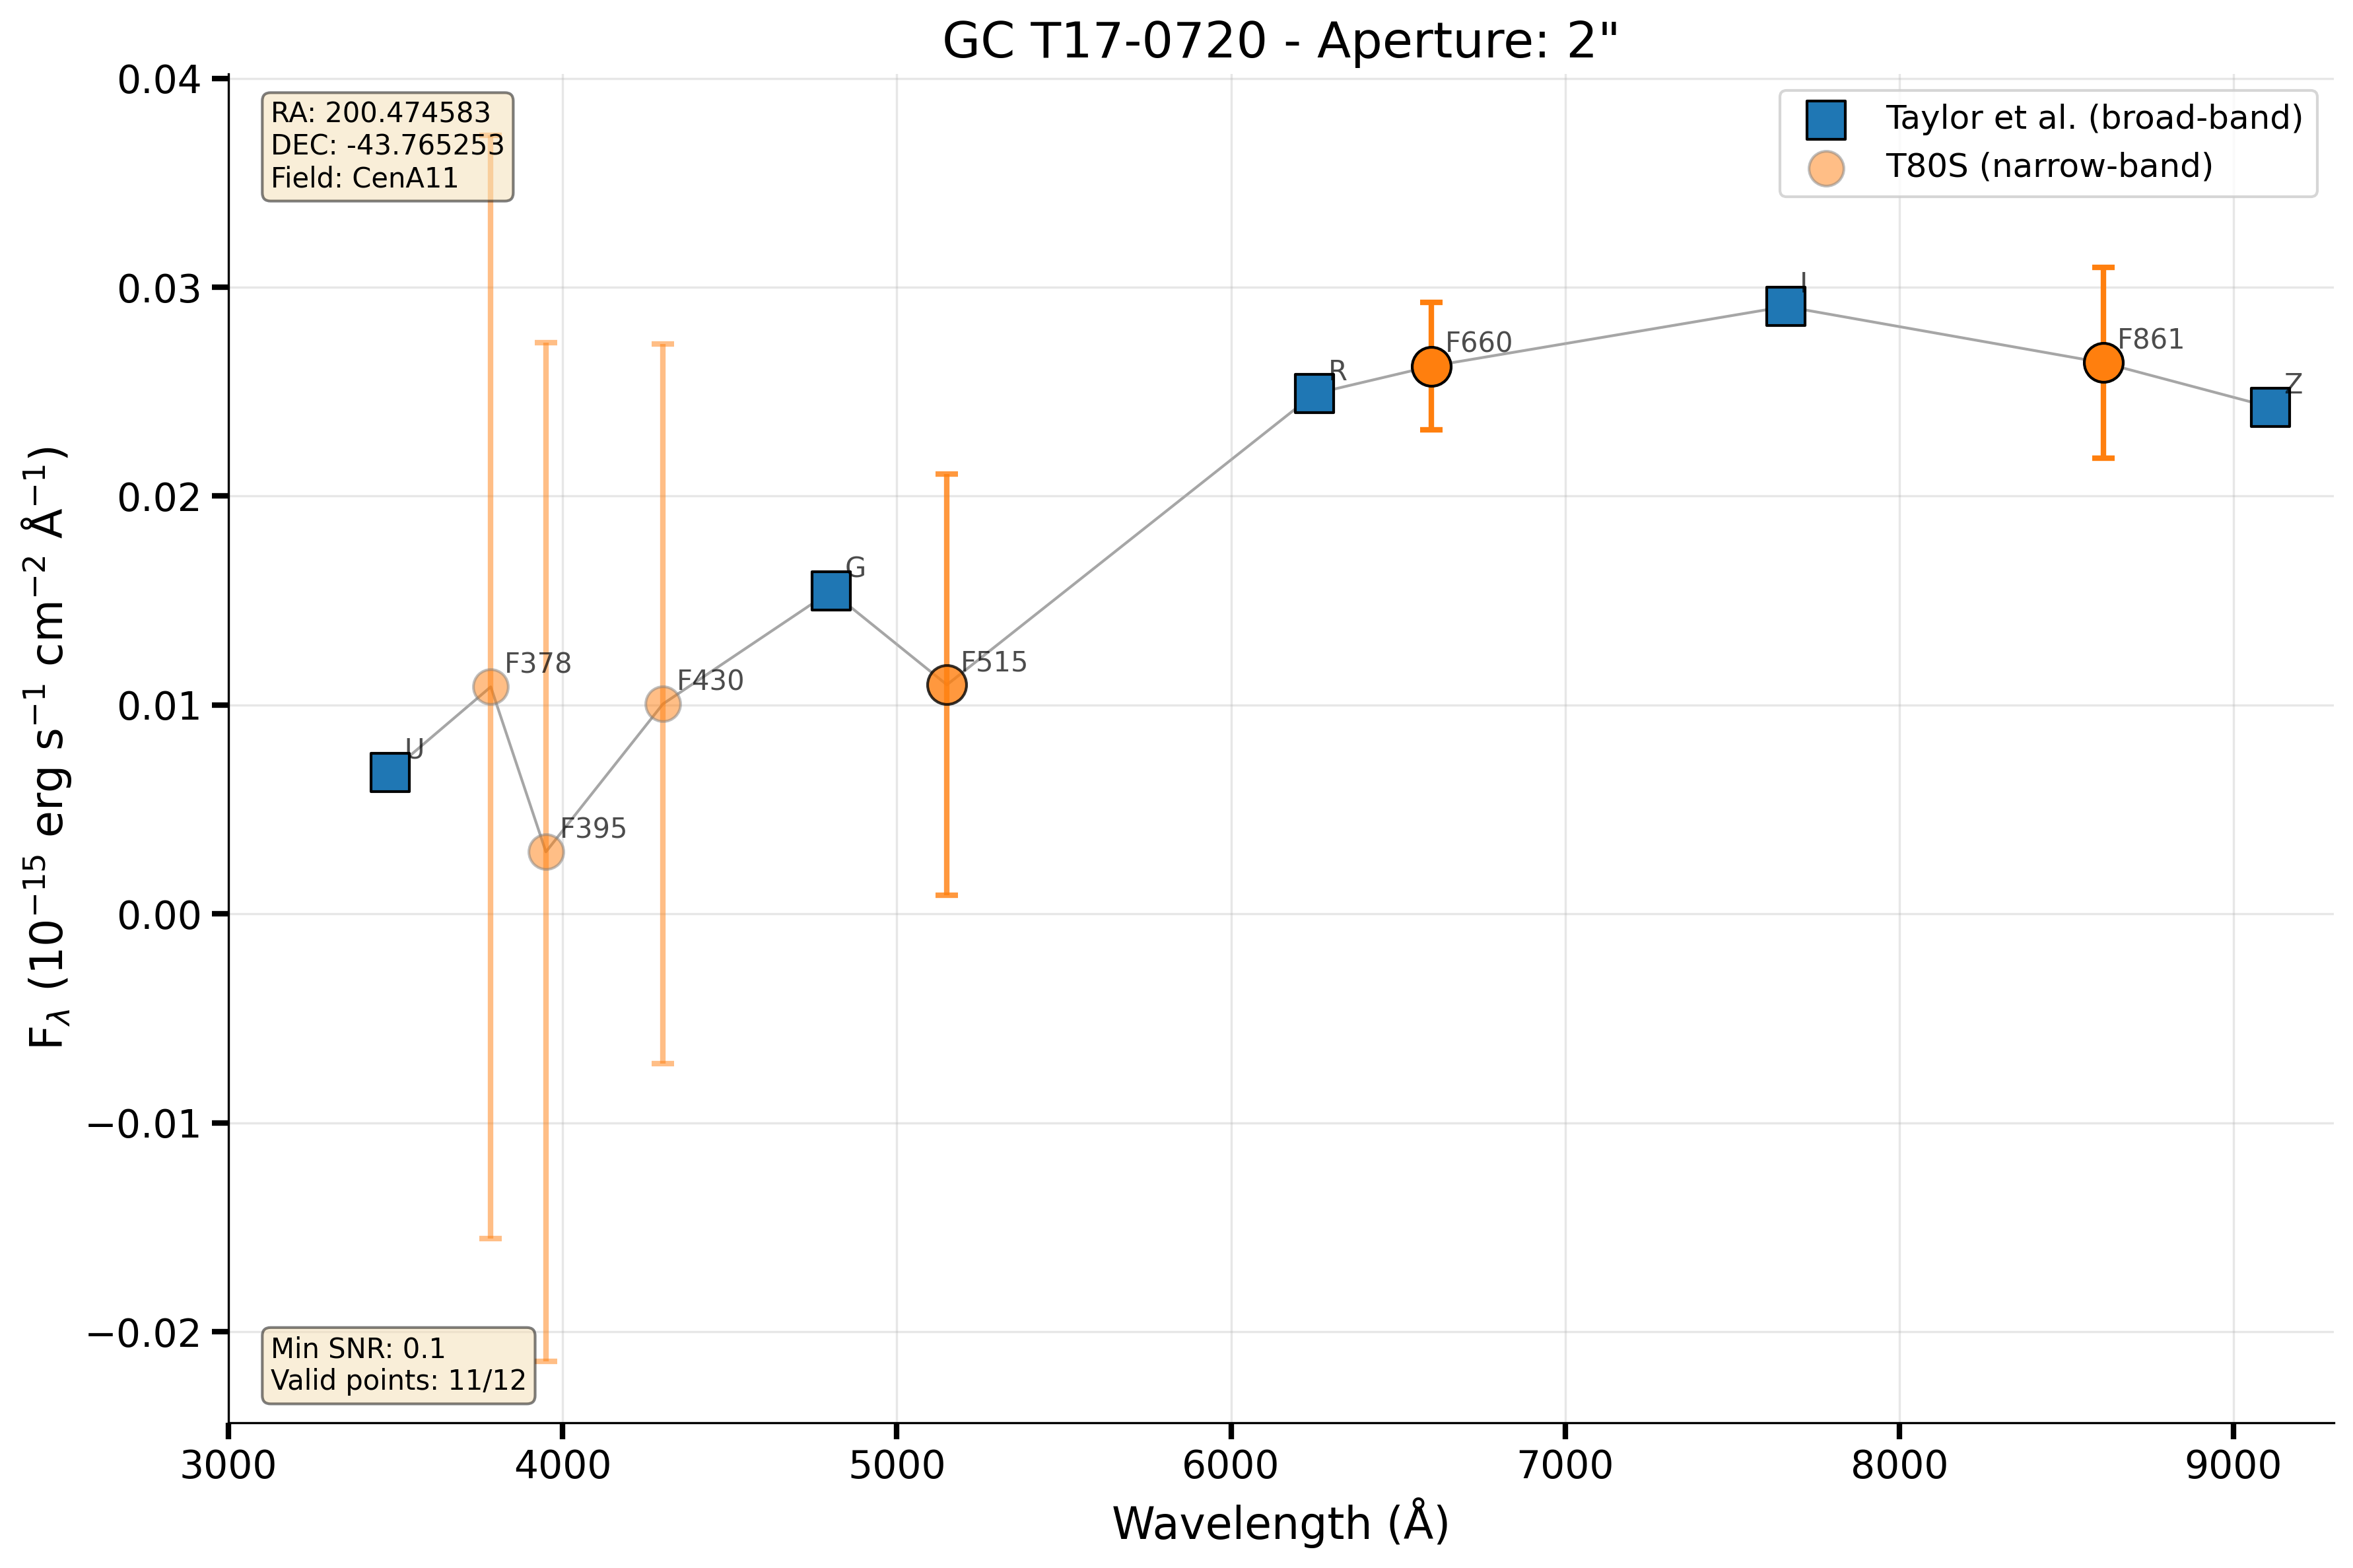 GC T17-0720 - Aperture: 2"
RA: 200.474583
DEC: -43.765253
Field: CenA11
Taylor et al. (broad-band)
T80S (narrow-band)
0.04
0.03
0.02
0.01
0.00
−0.01
−0.02
F_λ (10⁻¹⁵ erg s⁻¹ cm⁻² Å⁻¹)
U
F378
F395
F430
G
F515
R
F660
I
F861
Z
Min SNR: 0.1
Valid points: 11/12
3000 4000 5000 6000 7000 8000 9000
Wavelength (Å)